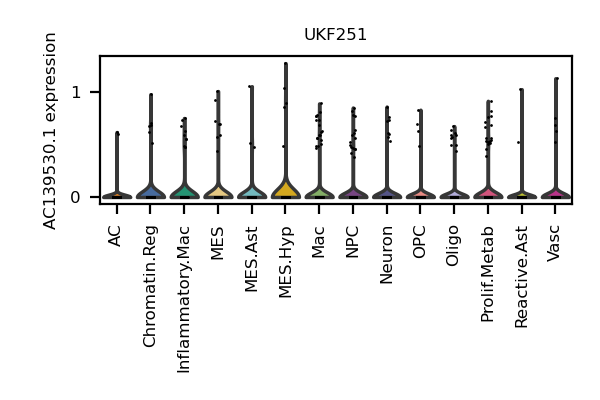 UKF251
AC139530.1 expression
1
0
AC
Chromatin.Reg
Inflammatory.Mac
MES
MES.Ast
MES.Hyp
Mac
NPC
Neuron
OPC
Oligo
Prolif.Metab
Reactive.Ast
Vasc